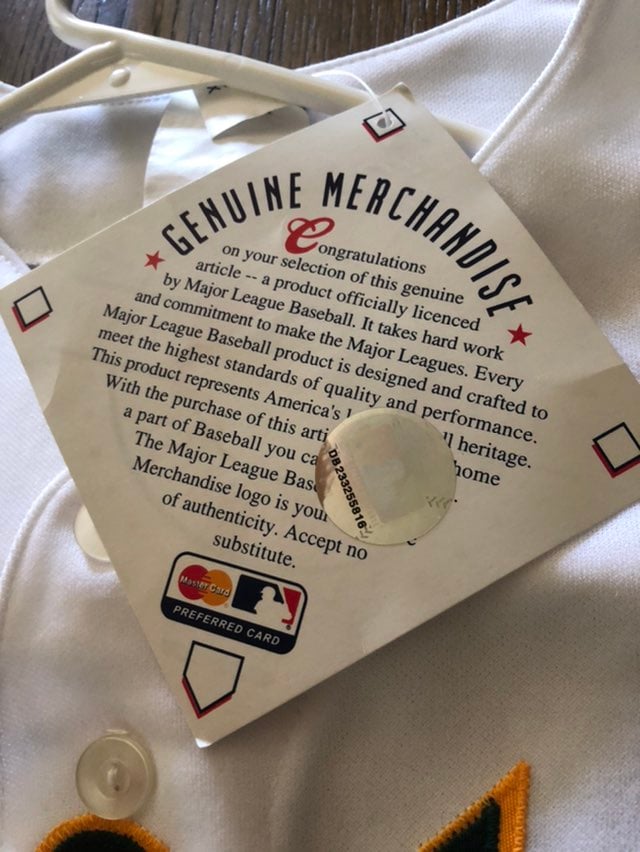 GENUINE MERCHANDISE
Congratulations
on your selection of this genuine
article -- a product officially licenced
by Major League Baseball. It takes hard work
and commitment to make the Major Leagues. Every
Major League Baseball product is designed and crafted to
meet the highest standards of quality and performance.
This product represents America's ll heritage.
With the purchase of this arti home
a part of Baseball you ca .
The Major League Bas
Merchandise logo is your
of authenticity. Accept no
substitute.
DB233255816
MasterCard
PREFERRED CARD